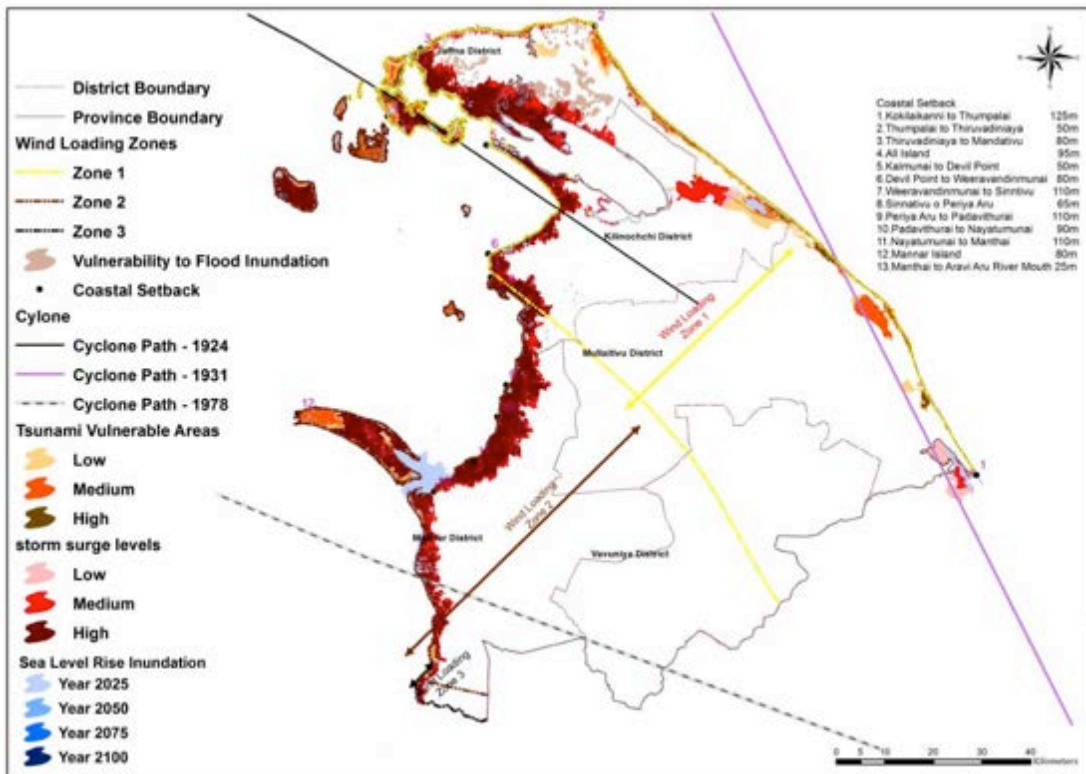 District Boundary
Province Boundary
Wind Loading Zones
Zone 1
Zone 2
Zone 3
Vulnerability to Flood Inundation
Coastal Setback
Cylone
Cyclone Path - 1924
Cyclone Path - 1931
Cyclone Path - 1978
Tsunami Vulnerable Areas
Low
Medium
High
storm surge levels
Low
Medium
High
Sea Level Rise Inundation
Year 2025
Year 2050
Year 2075
Year 2100
2
3
Jaffna District
6
Kilinochchi District
Wind Loading
Zone 1
Mullaitivu District
12
Wind Loading
Zone 2
District
Vavuniya District
1
Loading
Zone 3
Coastal Setback
1.Kokilaikanni to Thumpalai 125m
2.Thumpalai to Thiruvadiniaya 50m
3.Thiruvadiniaya to Mandativu 80m
4.All Island 95m
5.Kalmunai to Devil Point 50m
6.Devil Point to Weeravandinmunai 80m
7.Weeravandinmunai to Sinntivu 110m
8.Sinnativu o Periya Aru 65m
9.Periya Aru to Padavithurai 110m
10.Padavithurai to Nayatumunai 90m
11.Nayatumunai to Manthai 110m
12.Mannar Island 80m
13.Manthai to Aravi Aru River Mouth 25m
0 5 10 20 30 40
Kilometers